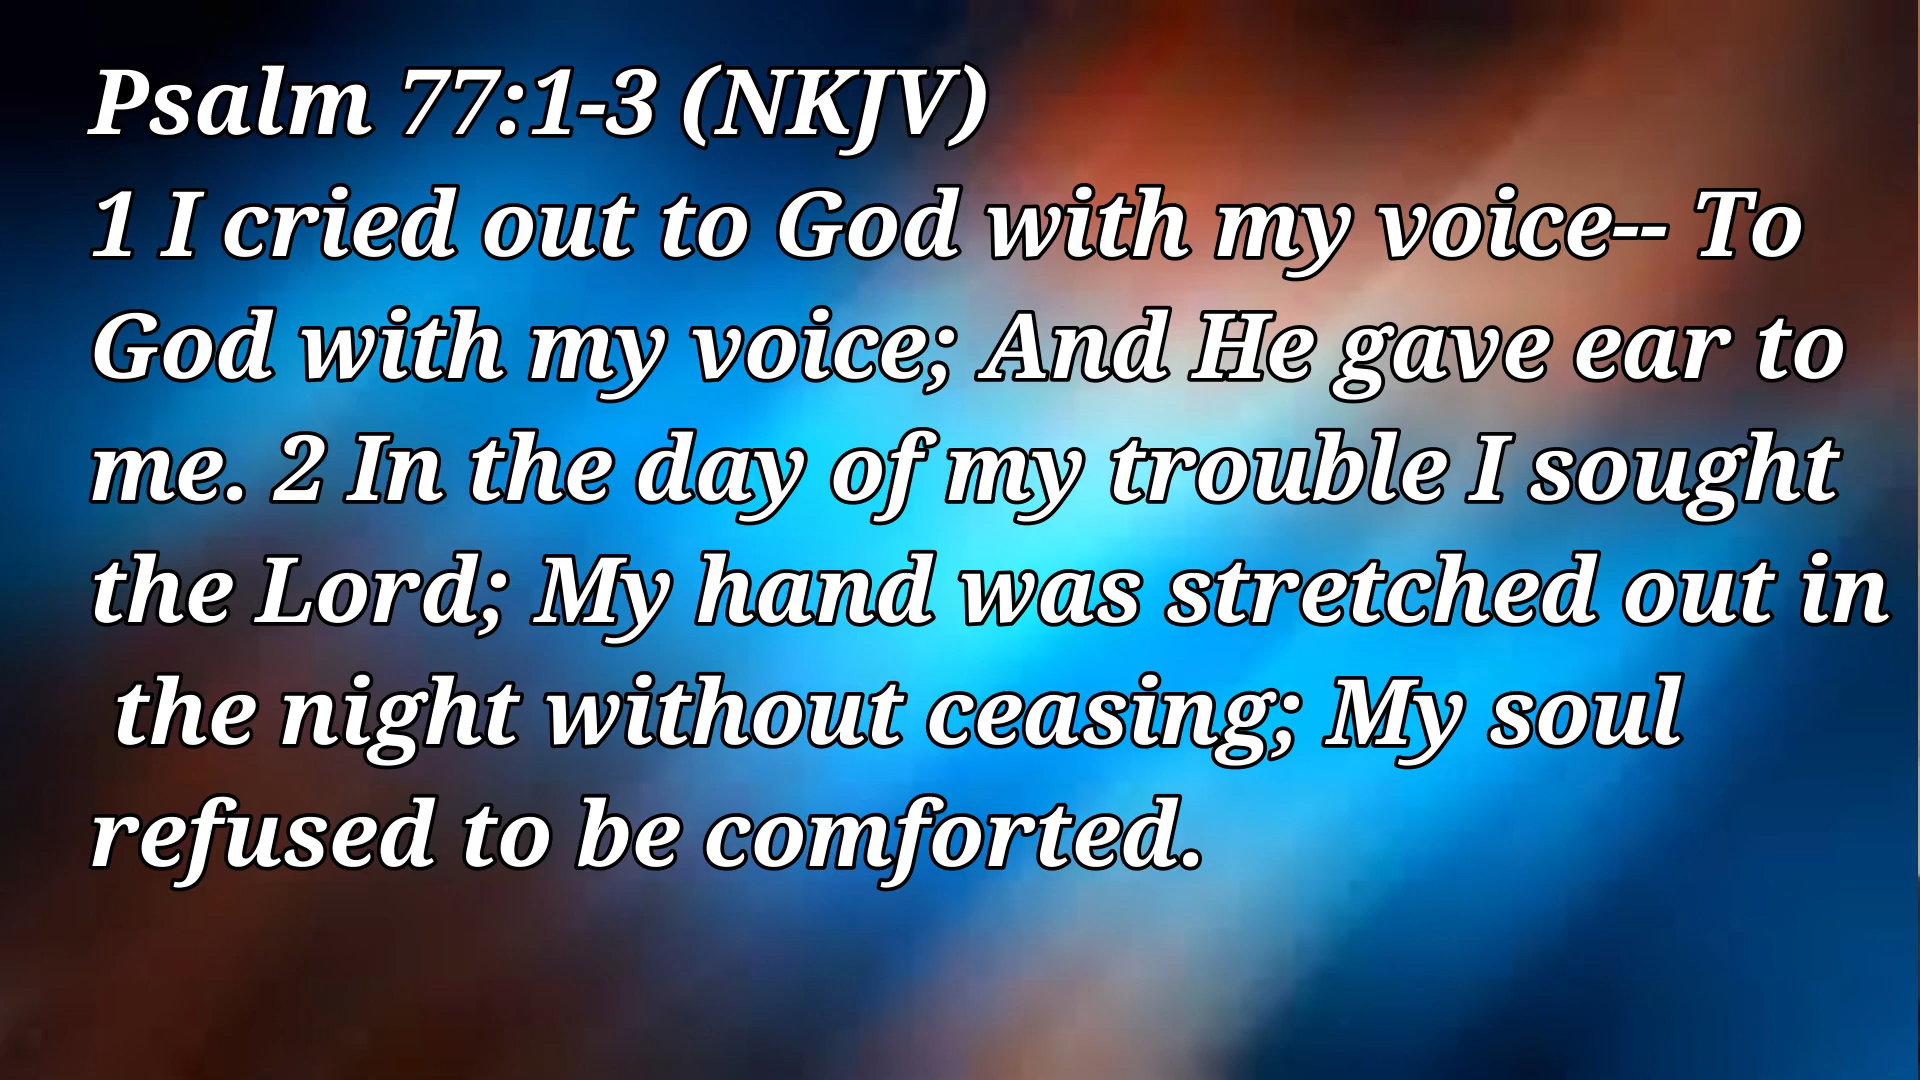 Psalm 77:1-3 (NKJV)
1 I cried out to God with my voice-- To
God with my voice; And He gave ear to
me. 2 In the day of my trouble I sought
the Lord; My hand was stretched out in
the night without ceasing; My soul
refused to be comforted.